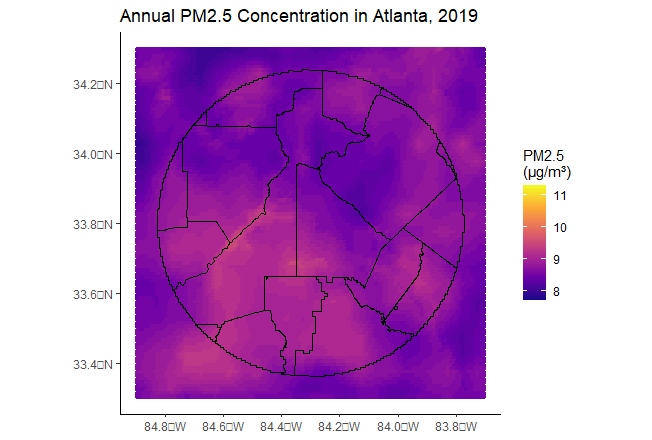 Annual PM2.5 Concentration in Atlanta, 2019
34.2□N
34.0□N
33.8□N
33.6□N
33.4□N
84.8□W
84.6□W
84.4□W
84.2□W
84.0□W
83.8□W
PM2.5
(µg/m³)
11
10
9
8